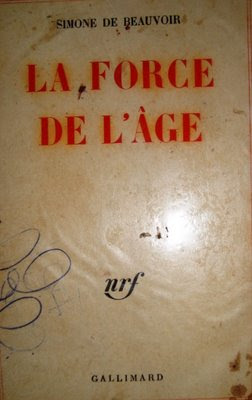 SIMONE DE BEAUVOIR
LA FORCE
DE L'ÂGE
nrf
GALLIMARD